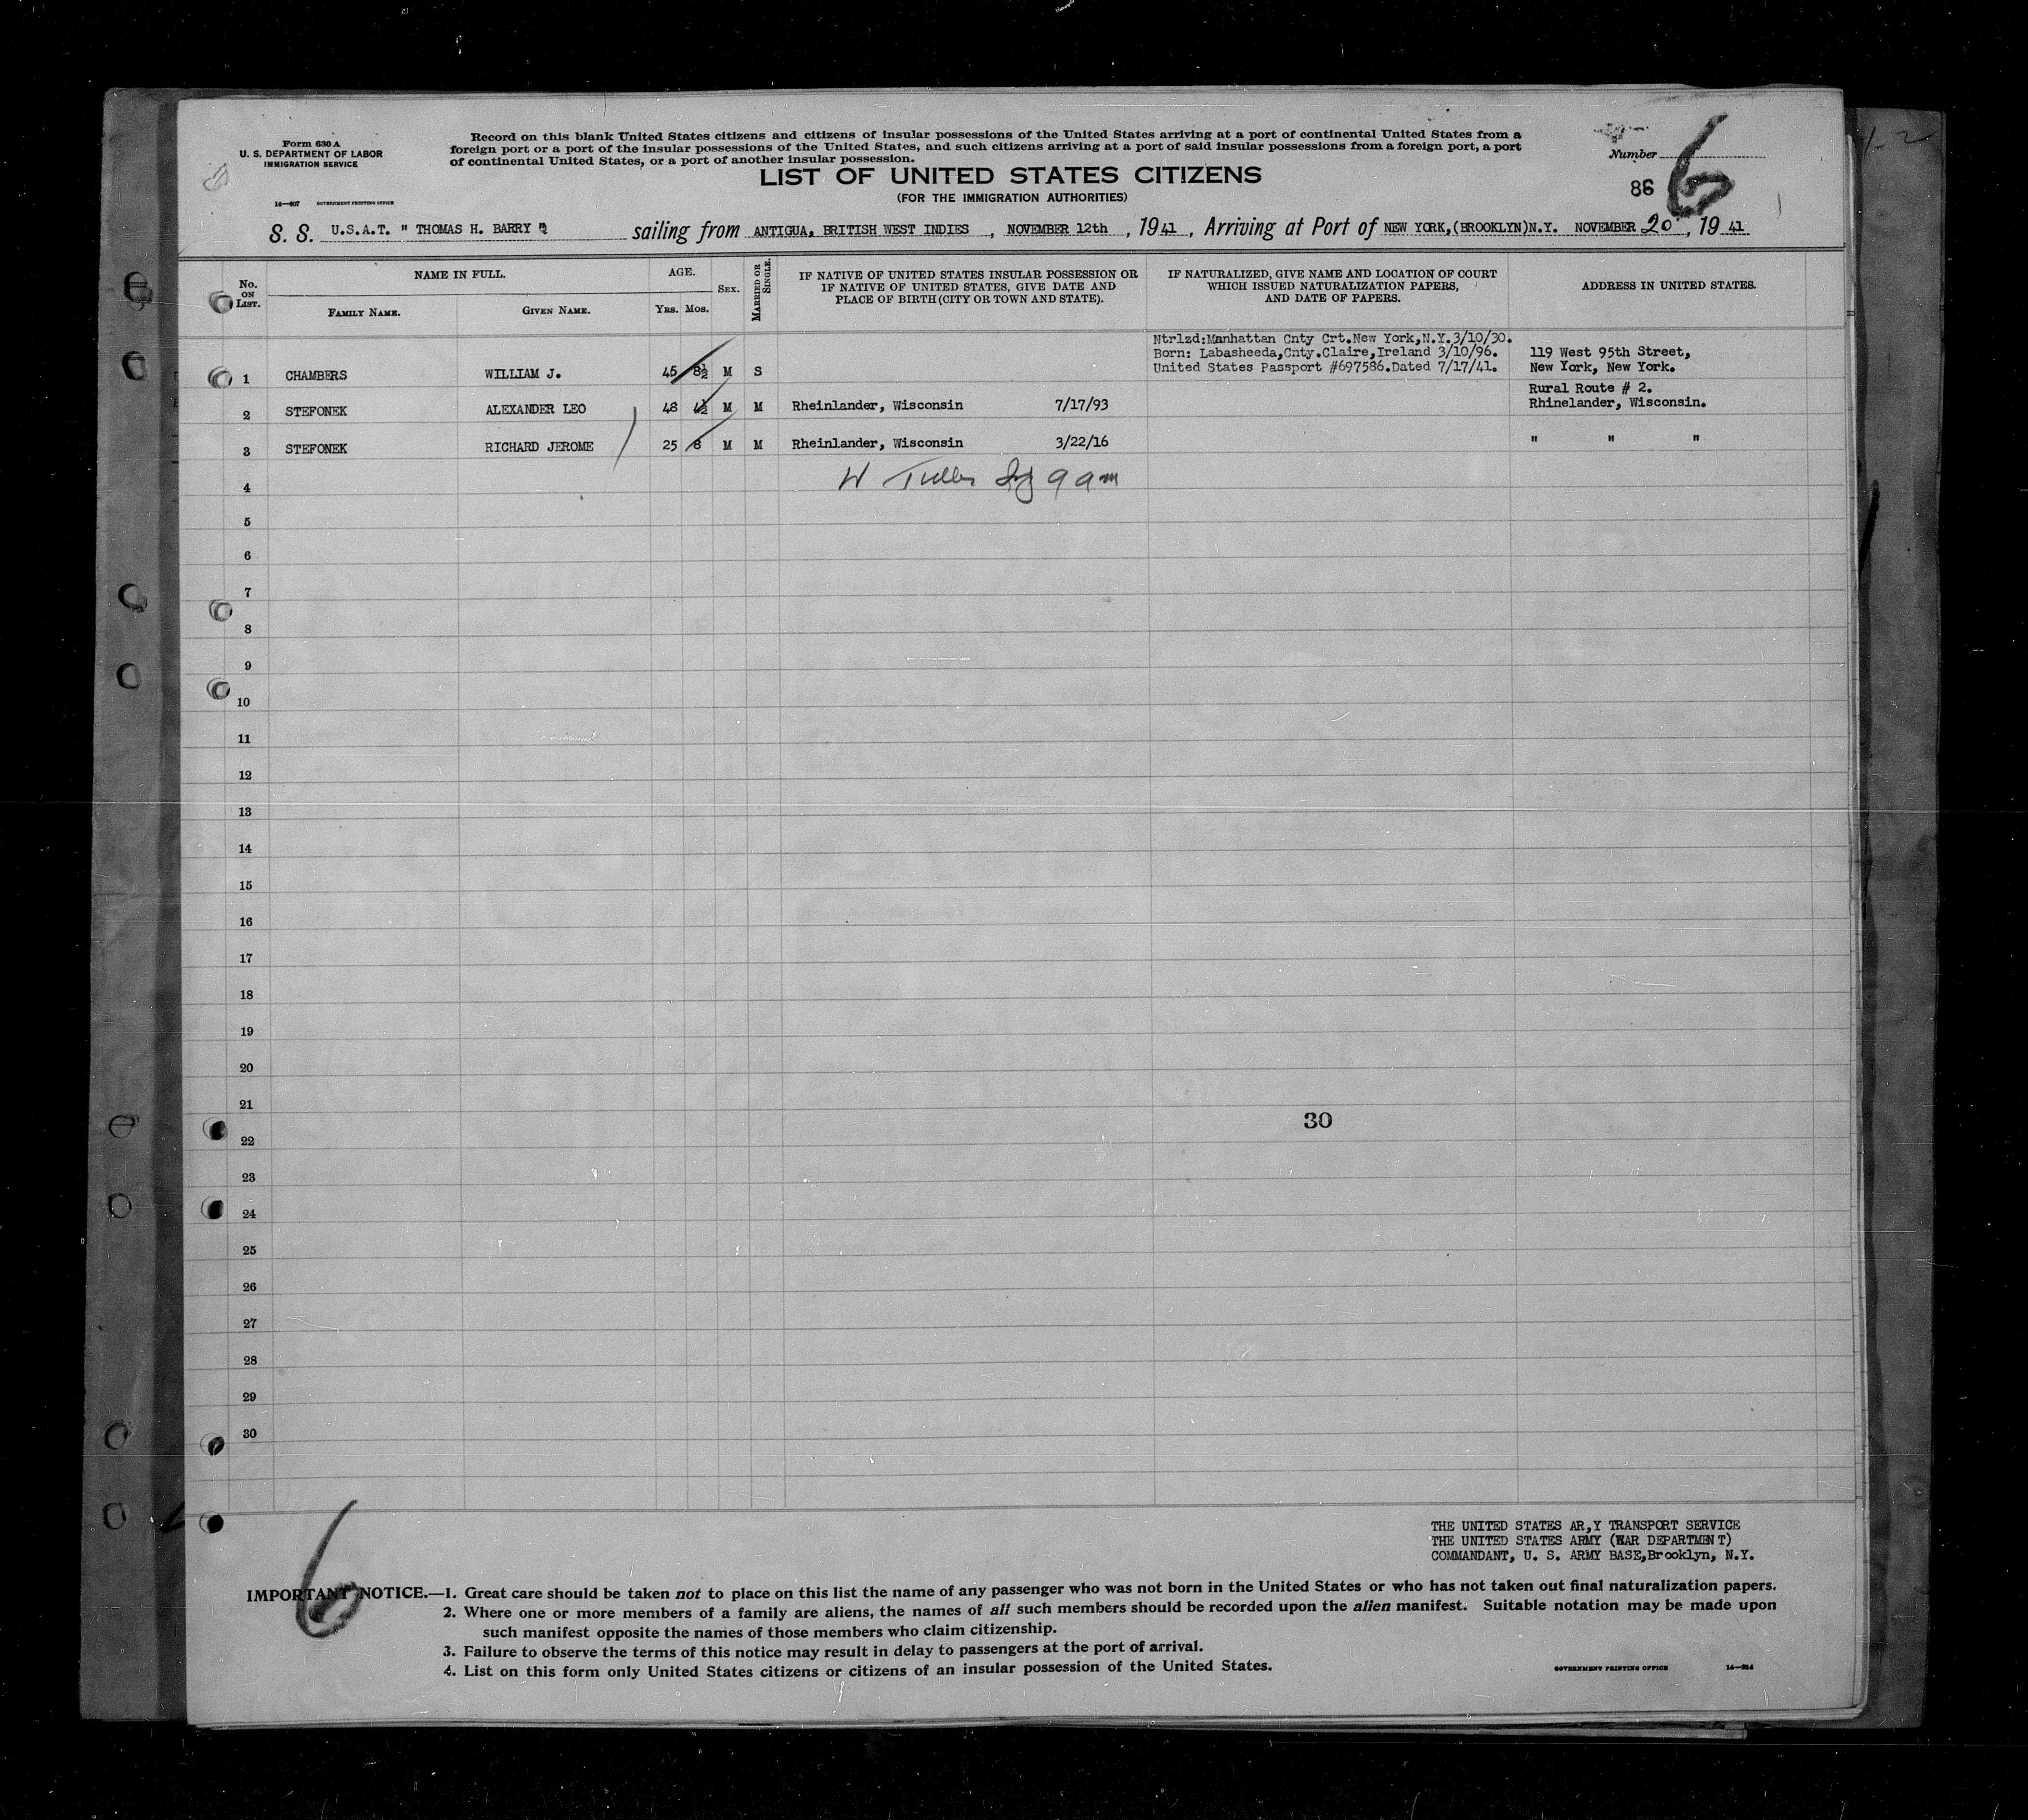 Form 630 A
U. S. DEPARTMENT OF LABOR
IMMIGRATION SERVICE
14—607 GOVERNMENT PRINTING OFFICE
Record on this blank United States citizens and citizens of insular possessions of the United States arriving at a port of continental United States from a
foreign port or a port of the insular possessions of the United States, and such citizens arriving at a port of said insular possessions from a foreign port, a port
of continental United States, or a port of another insular possession.
LIST OF UNITED STATES CITIZENS
(FOR THE IMMIGRATION AUTHORITIES)
Number 6
86
S. S. U.S.A.T. " THOMAS H. BARRY " sailing from ANTIGUA, BRITISH WEST INDIES, NOVEMBER 12th, 1941, Arriving at Port of NEW YORK,(BROOKLYN)N.Y. NOVEMBER 20, 1941
No. ON LIST.
NAME IN FULL.
FAMILY NAME. GIVEN NAME.
AGE.
YRS. MOS.
SEX.
MARRIED OR SINGLE.
IF NATIVE OF UNITED STATES INSULAR POSSESSION OR
IF NATIVE OF UNITED STATES, GIVE DATE AND
PLACE OF BIRTH (CITY OR TOWN AND STATE).
IF NATURALIZED, GIVE NAME AND LOCATION OF COURT
WHICH ISSUED NATURALIZATION PAPERS,
AND DATE OF PAPERS.
ADDRESS IN UNITED STATES.
Ntrlzd:Manhattan Cnty Crt.New York,N.Y.3/10/30.
Born: Labasheeda,Cnty.Claire,Ireland 3/10/96. 119 West 95th Street,
1 CHAMBERS WILLIAM J. 45 8½ M S United States Passport #697586.Dated 7/17/41. New York, New York.
Rural Route # 2.
2 STEFONEK ALEXANDER LEO 48 4½ M M Rheinlander, Wisconsin 7/17/93 Rhinelander, Wisconsin.
3 STEFONEK RICHARD JEROME 25 8 M M Rheinlander, Wisconsin 3/22/16 " " "
4 9 am
5
6
7
8
9
10
11
12
13
14
15
16
17
18
19
20
21
30
22
23
24
25
26
27
28
29
30
THE UNITED STATES AR,Y TRANSPORT SERVICE
THE UNITED STATES ARMY (WAR DEPARTMENT)
COMMANDANT, U. S. ARMY BASE,Brooklyn, N.Y.
6
IMPORTANT NOTICE.—1. Great care should be taken not to place on this list the name of any passenger who was not born in the United States or who has not taken out final naturalization papers.
2. Where one or more members of a family are aliens, the names of all such members should be recorded upon the alien manifest. Suitable notation may be made upon
such manifest opposite the names of those members who claim citizenship.
3. Failure to observe the terms of this notice may result in delay to passengers at the port of arrival.
4. List on this form only United States citizens or citizens of an insular possession of the United States.
GOVERNMENT PRINTING OFFICE